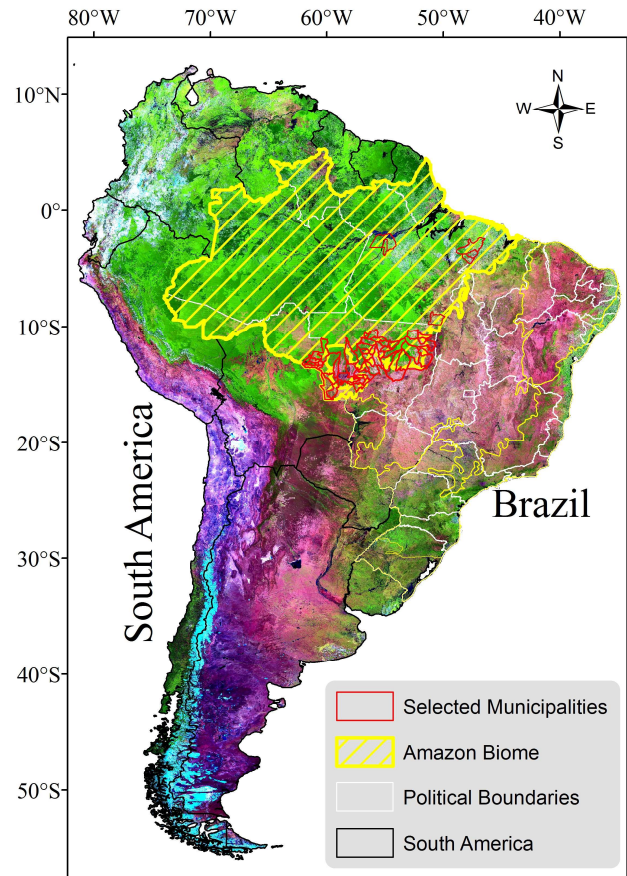 80°W 70°W 60°W 50°W 40°W
10°N
0°
10°S
20°S
30°S
40°S
50°S
N
W E
S
South America
Brazil
Selected Municipalities
Amazon Biome
Political Boundaries
South America